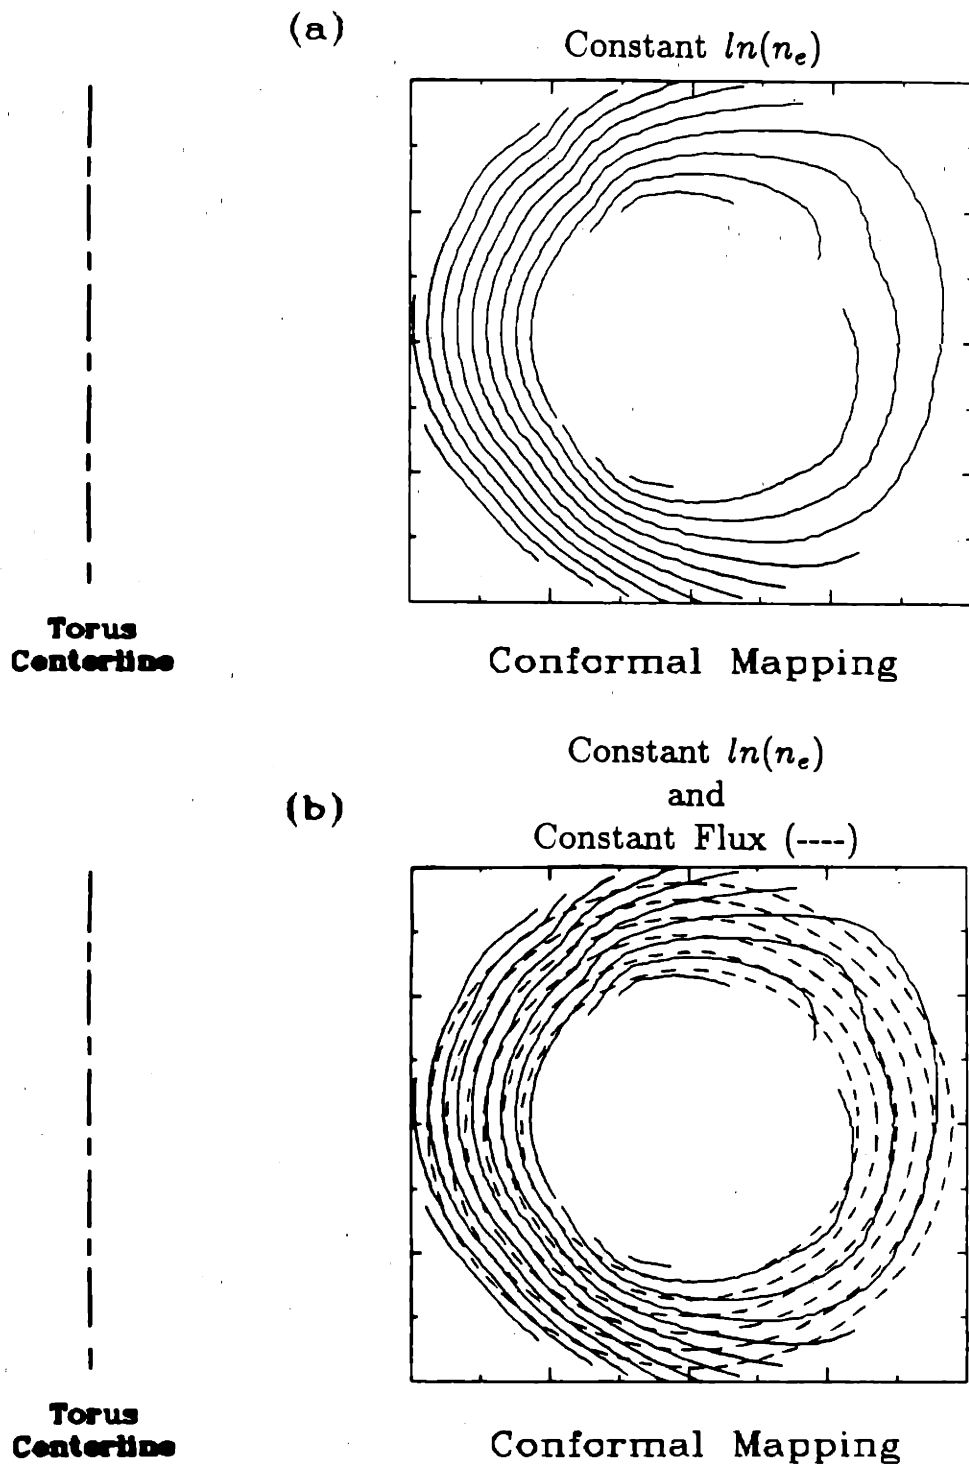 (a)
Constant ln(nₑ)
Torus
Centerline
Conformal Mapping
Constant ln(nₑ)
and
(b)
Constant Flux (----)
Torus
Centerline
Conformal Mapping